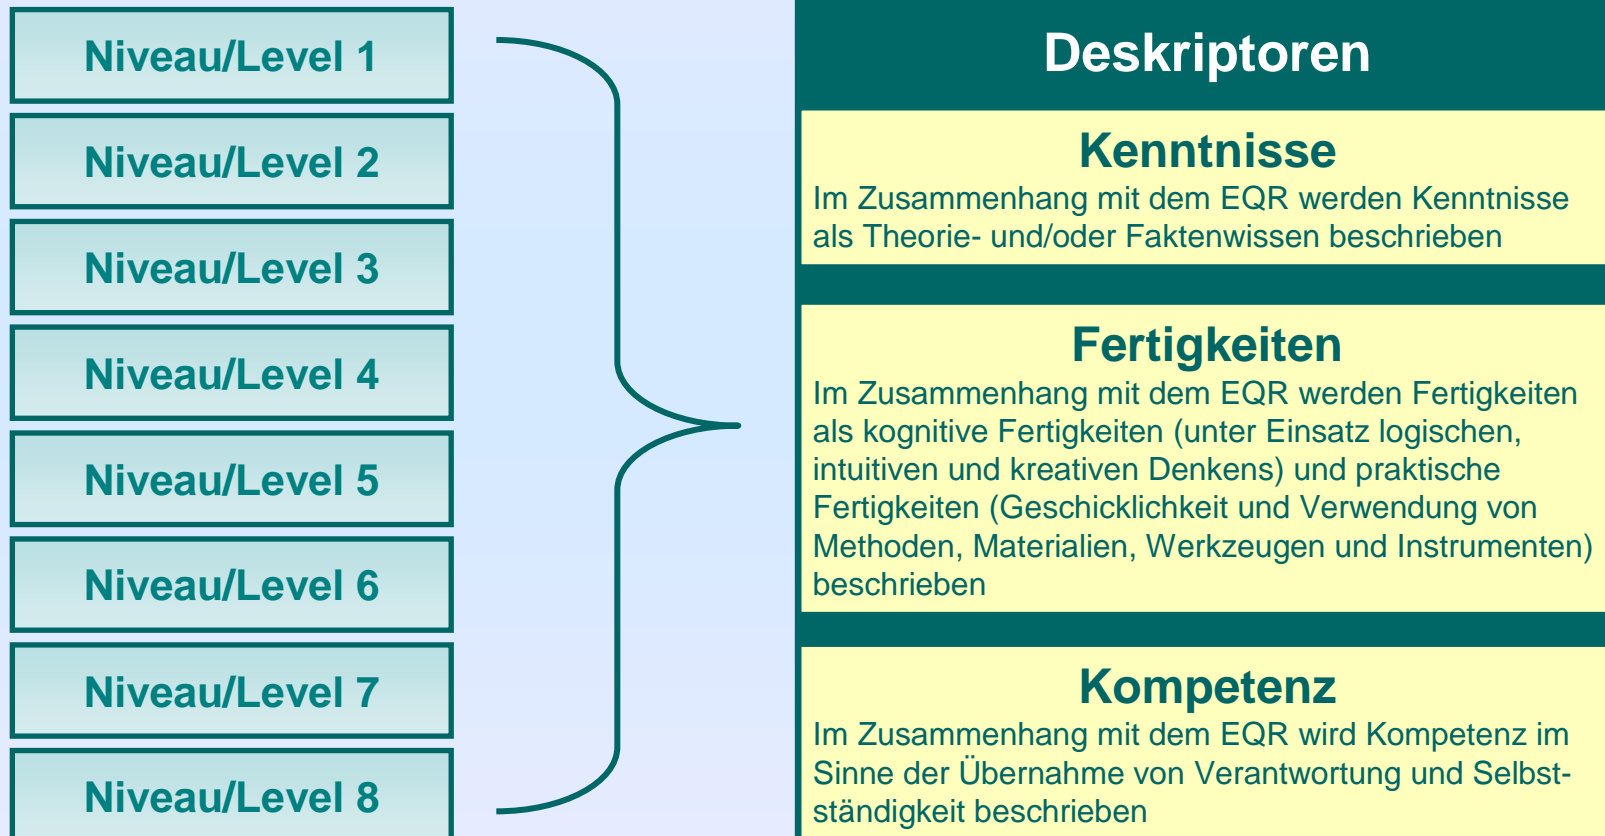 Niveau/Level 1
Niveau/Level 2
Niveau/Level 3
Niveau/Level 4
Niveau/Level 5
Niveau/Level 6
Niveau/Level 7
Niveau/Level 8
Deskriptoren
Kenntnisse
Im Zusammenhang mit dem EQR werden Kenntnisse
als Theorie- und/oder Faktenwissen beschrieben
Fertigkeiten
Im Zusammenhang mit dem EQR werden Fertigkeiten
als kognitive Fertigkeiten (unter Einsatz logischen,
intuitiven und kreativen Denkens) und praktische
Fertigkeiten (Geschicklichkeit und Verwendung von
Methoden, Materialien, Werkzeugen und Instrumenten)
beschrieben
Kompetenz
Im Zusammenhang mit dem EQR wird Kompetenz im
Sinne der Übernahme von Verantwortung und Selbst-
ständigkeit beschrieben